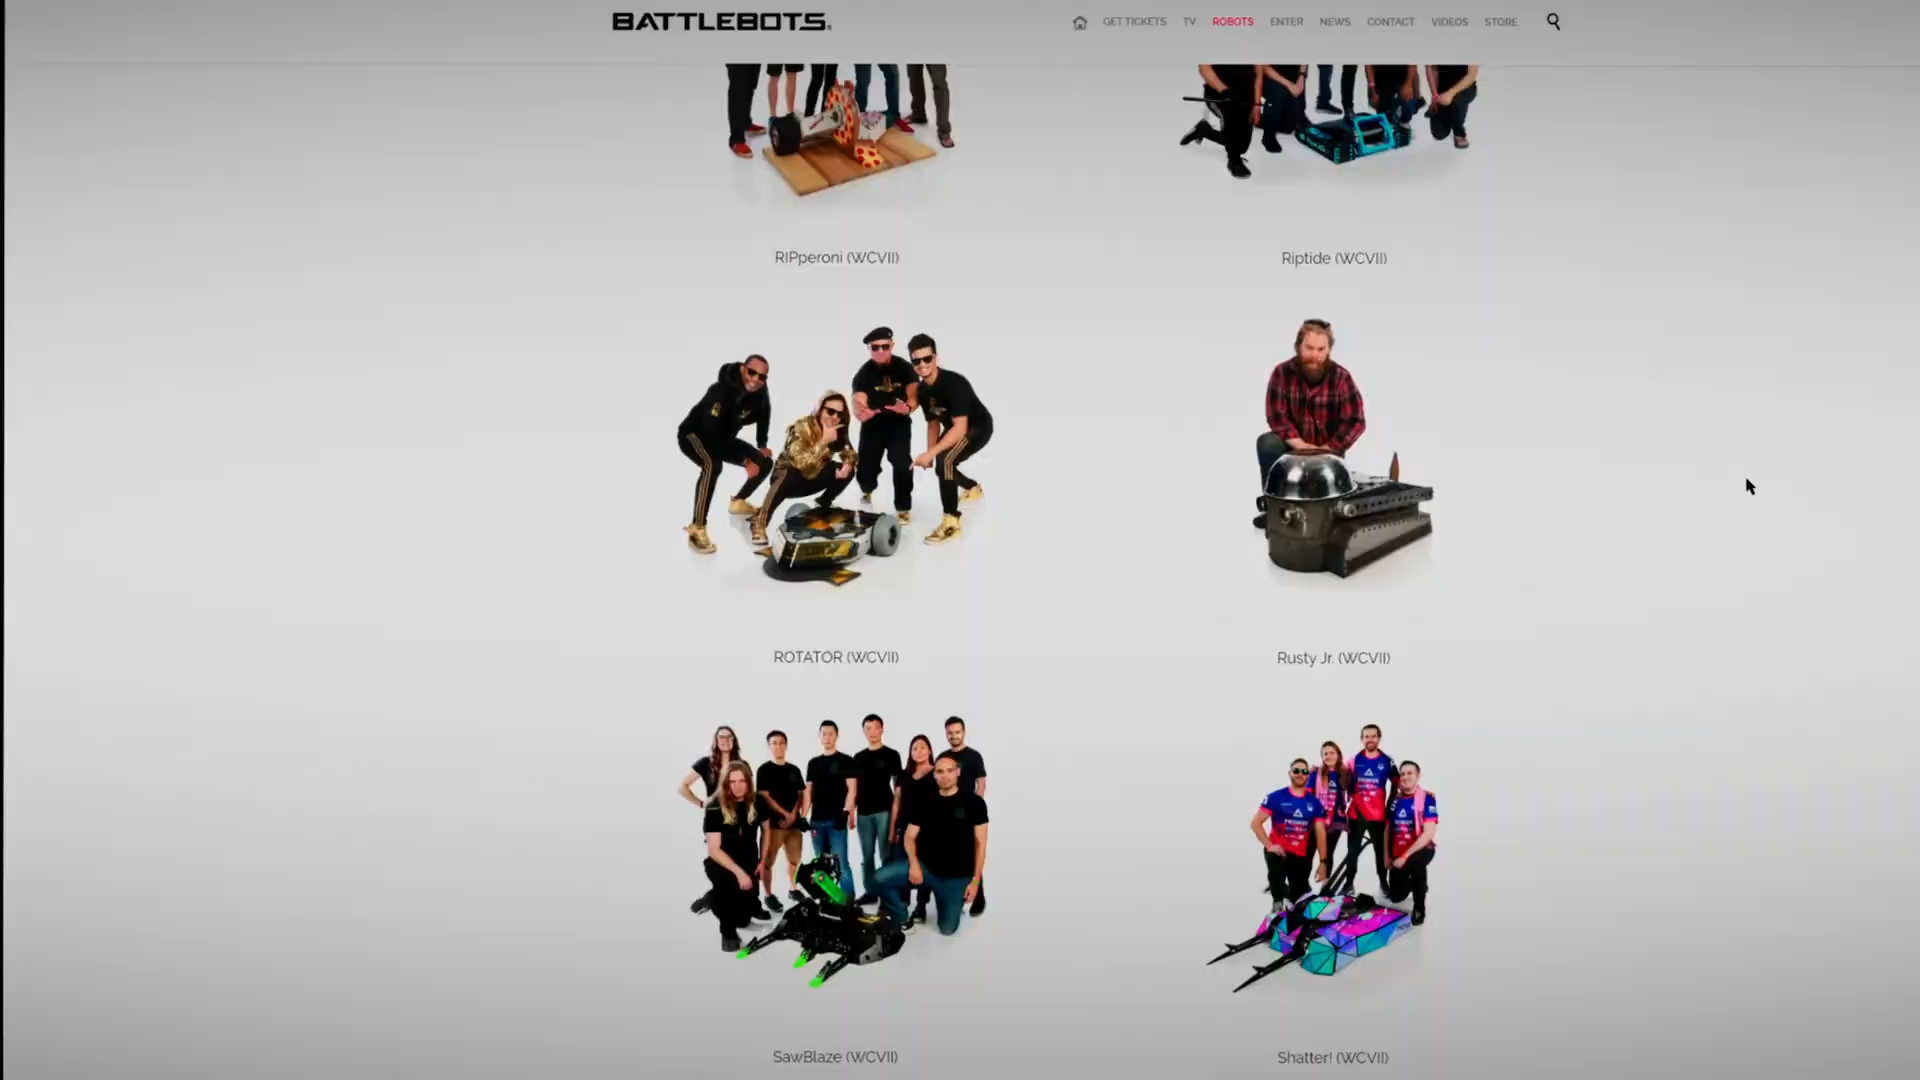 BATTLEBOTS
GET TICKETS TV ROBOTS ENTER NEWS CONTACT VIDEOS STORE
RIPperoni (WCVII)
Riptide (WCVII)
ROTATOR (WCVII)
Rusty Jr. (WCVII)
SawBlaze (WCVII)
Shatter! (WCVII)